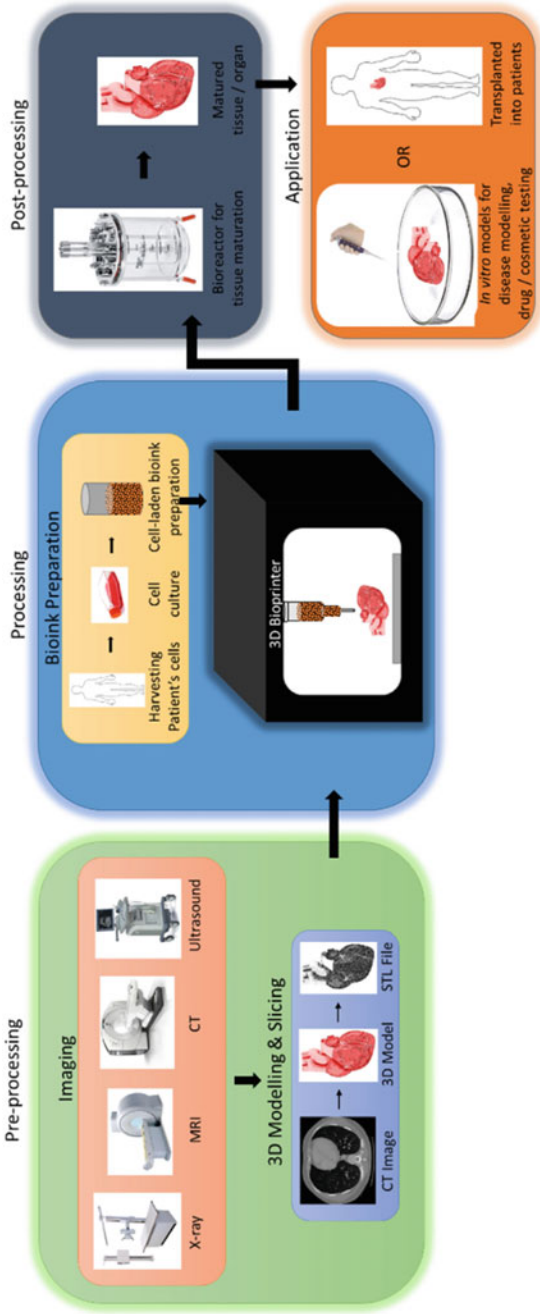 Pre-processing
Imaging
X-ray
MRI
CT
Ultrasound
3D Modelling & Slicing
CT Image
3D Model
STL File
Processing
Bioink Preparation
Harvesting
Patient's cells
Cell
culture
Cell-laden bioink
preparation
3D Bioprinter
Post-processing
Bioreactor for
tissue maturation
Matured
tissue / organ
Application
In vitro models for
disease modelling,
drug / cosmetic testing
OR
Transplanted
into patients